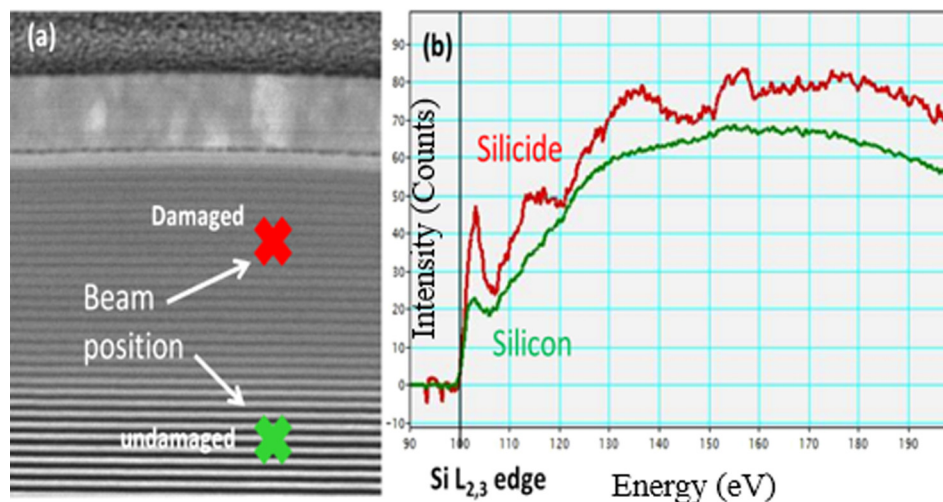 (a)
Damaged
Beam
position
undamaged
(b)
Silicide
Silicon
Intensity (Counts)
90
80
70
60
50
40
30
20
10
0
-10
90 100 110 120 130 140 150 160 170 180 190
Si L2,3 edge
Energy (eV)